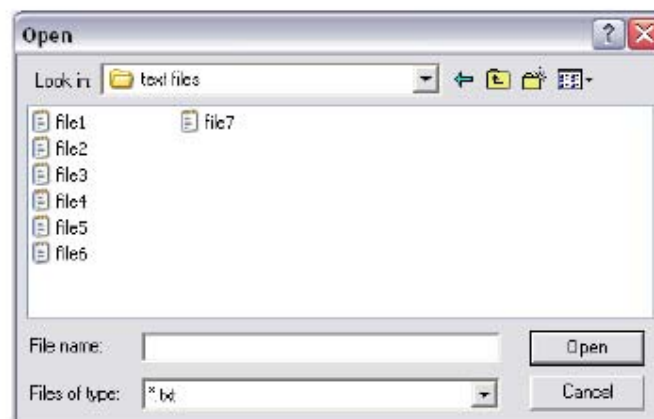 Open
Look in: text files
file1
file2
file3
file4
file5
file6
file7
File name:
Open
Files of type: *.txt
Cancel